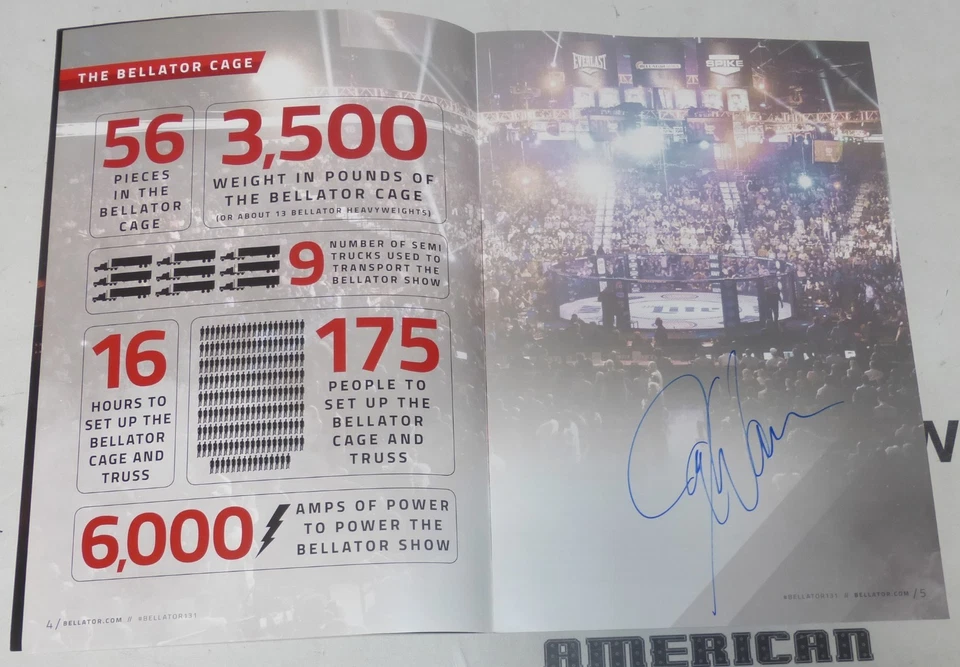 THE BELLATOR CAGE
56
PIECES
IN THE
BELLATOR
CAGE
3,500
WEIGHT IN POUNDS OF
THE BELLATOR CAGE
(OR ABOUT 13 BELLATOR HEAVYWEIGHTS)
9
NUMBER OF SEMI
TRUCKS USED TO
TRANSPORT THE
BELLATOR SHOW
16
HOURS TO
SET UP THE
BELLATOR
CAGE AND
TRUSS
175
PEOPLE TO
SET UP THE
BELLATOR
CAGE AND
TRUSS
6,000
AMPS OF POWER
TO POWER THE
BELLATOR SHOW
4 / BELLATOR.COM // #BELLATOR151
EVERLAST
SPIKE
#BELLATOR151 // BELLATOR.COM / 5
N
AMERICAN